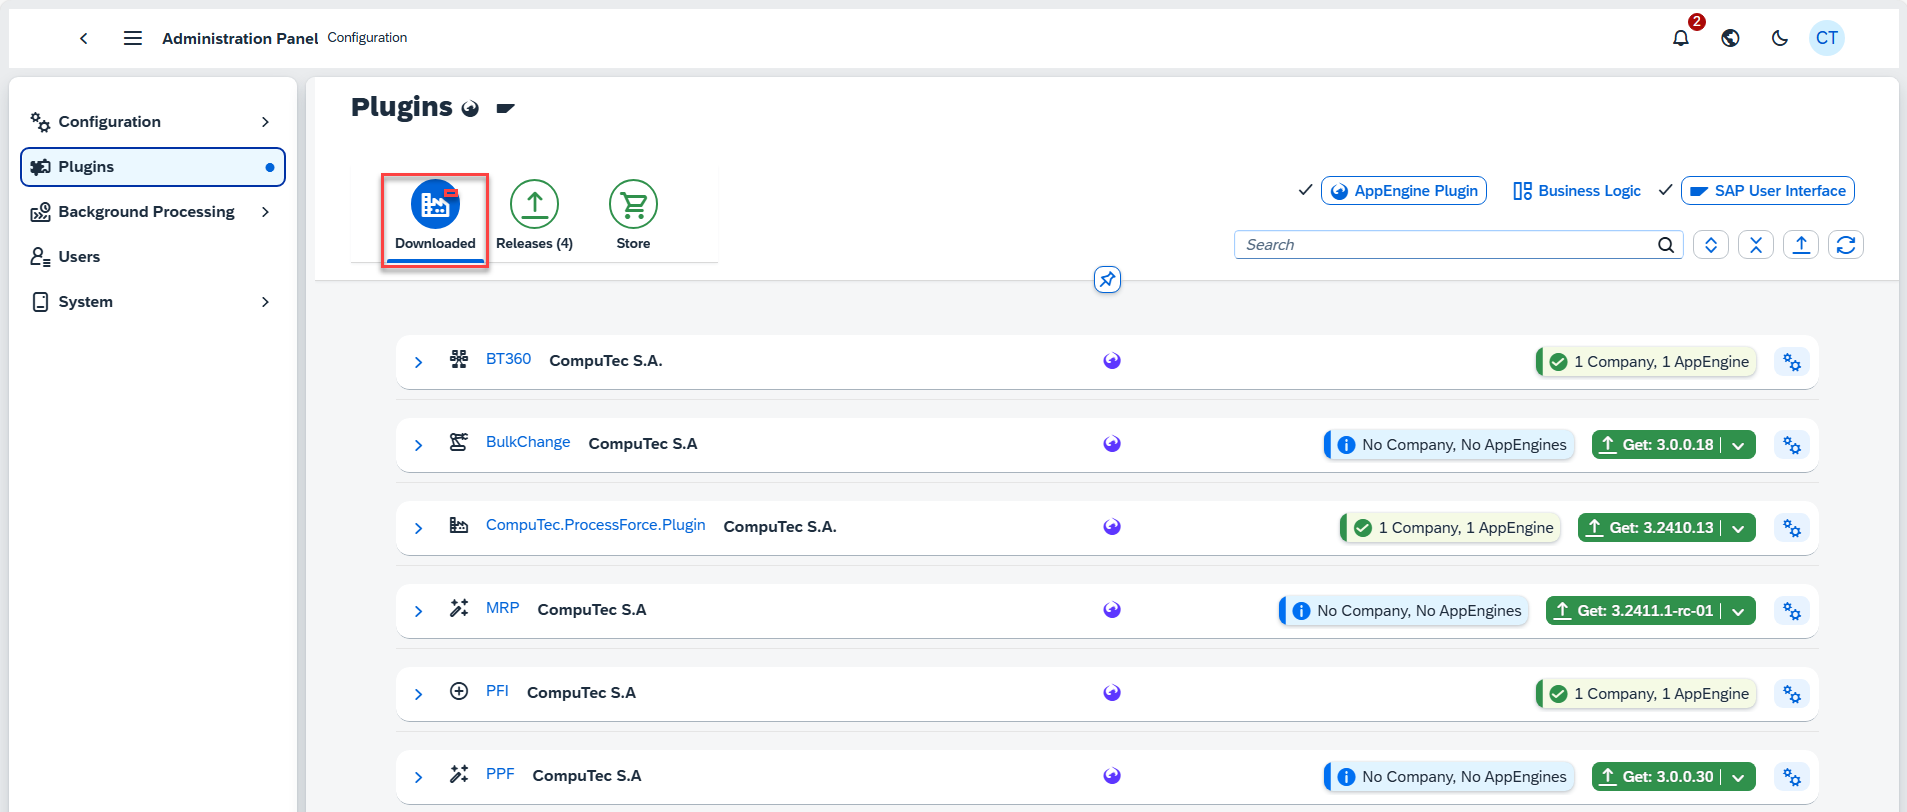 Administration Panel Configuration
2
CT
Configuration
Plugins
Background Processing
Users
System
Plugins
Downloaded
Releases (4)
Store
AppEngine Plugin
Business Logic
SAP User Interface
Search
BT360 CompuTec S.A. 1 Company, 1 AppEngine
BulkChange CompuTec S.A No Company, No AppEngines Get: 3.0.0.18
CompuTec.ProcessForce.Plugin CompuTec S.A. 1 Company, 1 AppEngine Get: 3.2410.13
MRP CompuTec S.A No Company, No AppEngines Get: 3.2411.1-rc-01
PFI CompuTec S.A 1 Company, 1 AppEngine
PPF CompuTec S.A No Company, No AppEngines Get: 3.0.0.30